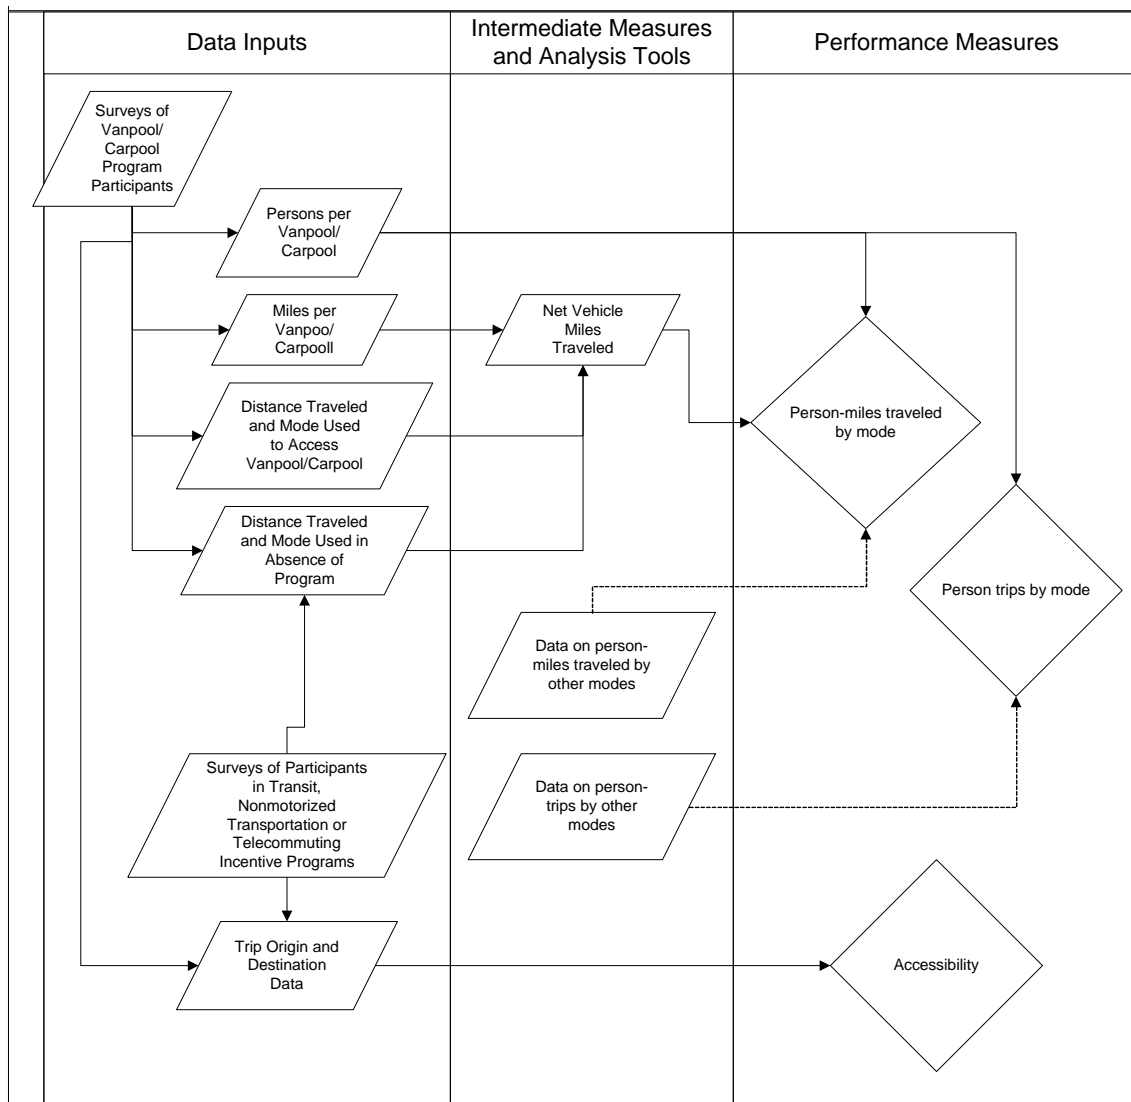 Data Inputs
Intermediate Measures
and Analysis Tools
Performance Measures
Surveys of
Vanpool/
Carpool
Program
Participants
Persons per
Vanpool/
Carpool
Miles per
Vanpoo/
Carpooll
Net Vehicle
Miles
Traveled
Distance Traveled
and Mode Used
to Access
Vanpool/Carpool
Person-miles traveled
by mode
Distance Traveled
and Mode Used in
Absence of
Program
Person trips by mode
Data on person-
miles traveled by
other modes
Surveys of Participants
in Transit,
Nonmotorized
Transportation or
Telecommuting
Incentive Programs
Data on person-
trips by other
modes
Trip Origin and
Destination
Data
Accessibility